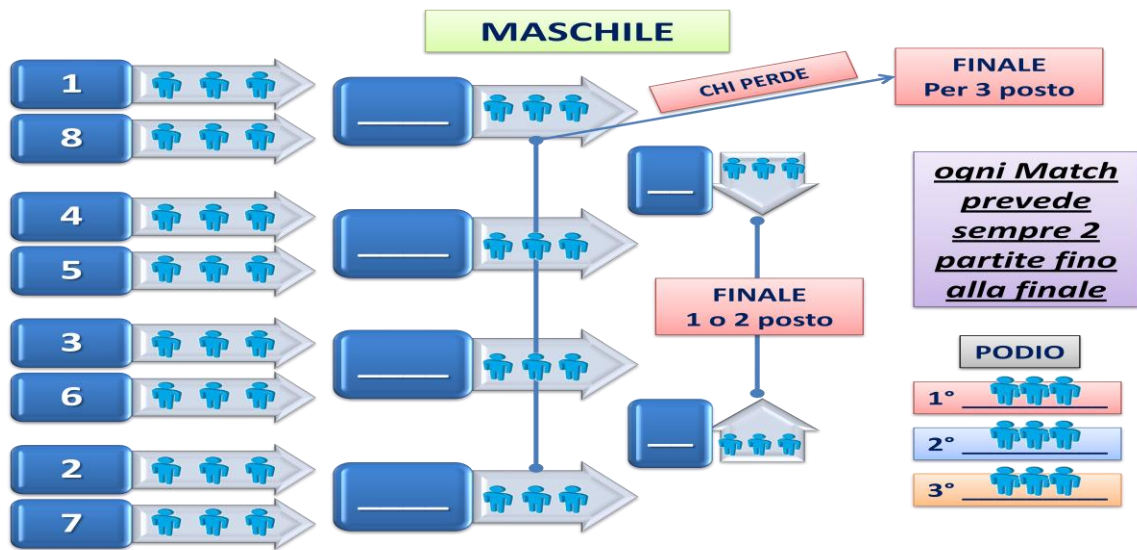 MASCHILE
1
8
4
5
3
6
2
7
CHI PERDE
FINALE
Per 3 posto
FINALE
1 o 2 posto
ogni Match
prevede
sempre 2
partite fino
alla finale
PODIO
1°
2°
3°